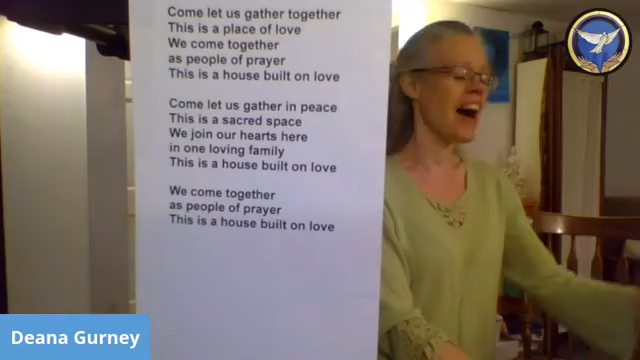 Come let us gather together
This is a place of love
We come together
as people of prayer
This is a house built on love
Come let us gather in peace
This is a sacred space
We join our hearts here
in one loving family
This is a house built on love
We come together
as people of prayer
This is a house built on love
Deana Gurney